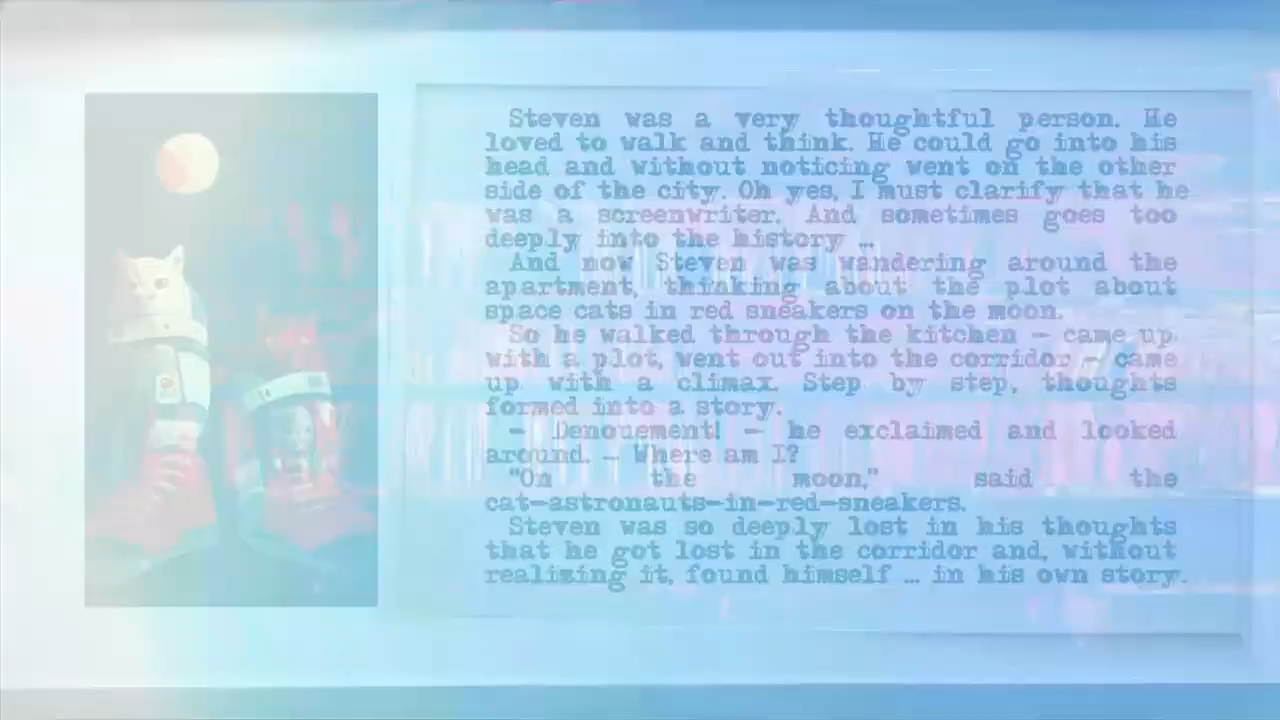 Steven was a very thoughtful person. He
loved to walk and think. He could go into his
head and without noticing went on the other
side of the city. Oh yes, I must clarify that he
was a screenwriter. And sometimes goes too
deeply into the history ...
And now Steven was wandering around the
apartment, thinking about the plot about
space cats in red sneakers on the moon.
So he walked through the kitchen - came up
with a plot, went out into the corridor - came
up with a climax. Step by step, thoughts
formed into a story.
- Denouement! - he exclaimed and looked
around. - Where am I?
"On the moon," said the
cat-astronauts-in-red-sneakers.
Steven was so deeply lost in his thoughts
that he got lost in the corridor and, without
realizing it, found himself ... in his own story.